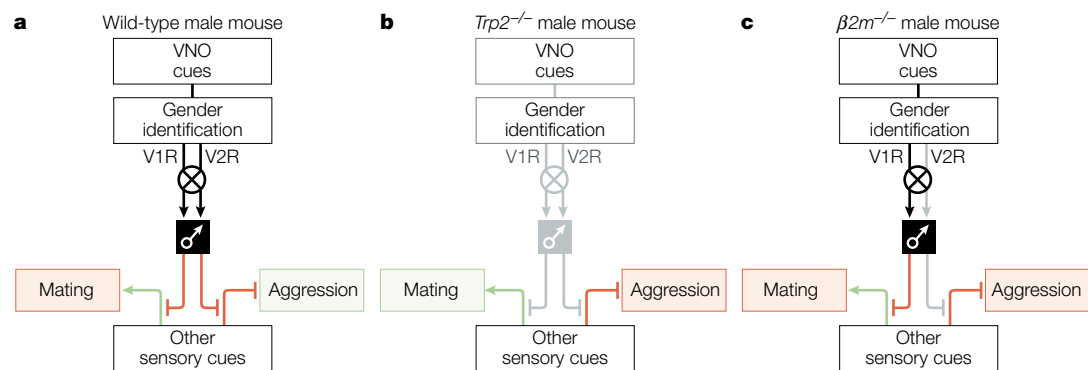 a Wild-type male mouse
VNO
cues
Gender
identification
V1R V2R
Mating
Aggression
Other
sensory cues
b Trp2–/– male mouse
VNO
cues
Gender
identification
V1R V2R
Mating
Aggression
Other
sensory cues
c β2m–/– male mouse
VNO
cues
Gender
identification
V1R V2R
Mating
Aggression
Other
sensory cues